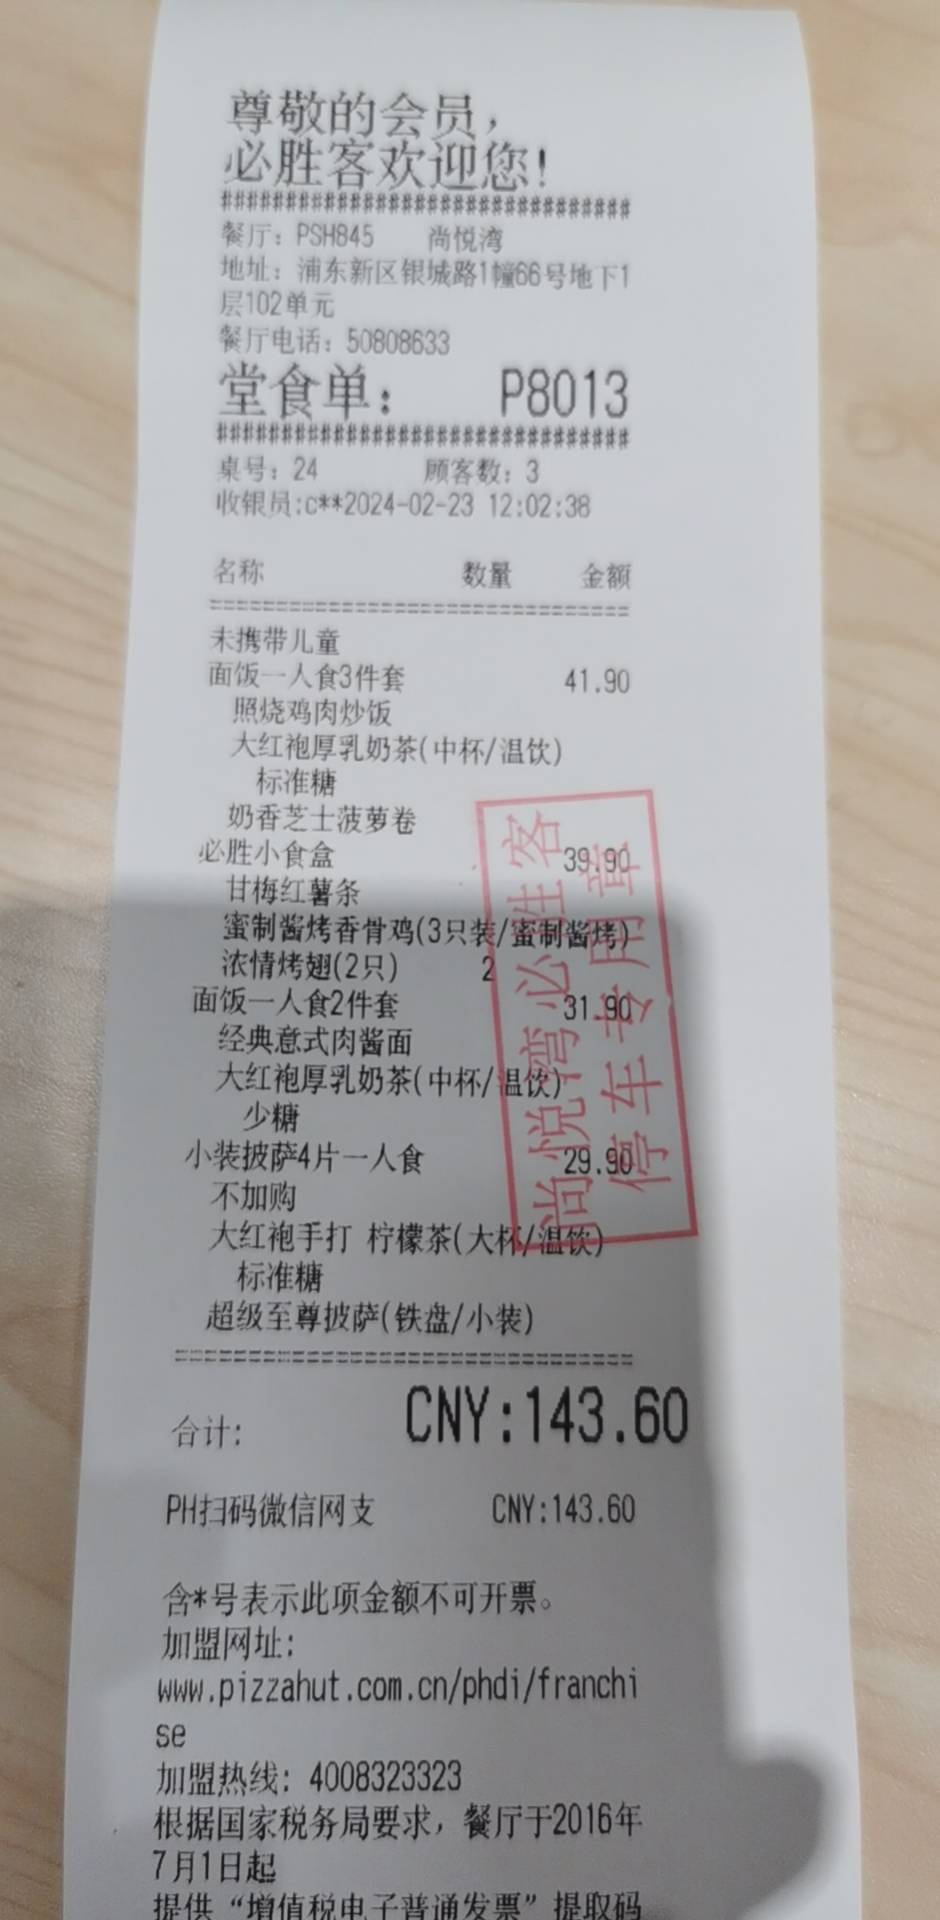 尊敬的会员，
必胜客欢迎您!
################################
餐厅: PSH845 尚悦湾
地址: 浦东新区银城路1幢66号地下1
层102单元
餐厅电话: 50808633
堂食单: P8013
################################
桌号: 24 顾客数: 3
收银员:c**2024-02-23 12:02:38
名称 数量 金额
=================================
未携带儿童
面饭一人食3件套 41.90
照烧鸡肉炒饭
大红袍厚乳奶茶(中杯/温饮)
标准糖
奶香芝士菠萝卷
必胜小食盒 39.90
甘梅红薯条
蜜制酱烤香骨鸡(3只装/蜜制酱烤)
浓情烤翅(2只) 2
面饭一人食2件套 31.90
经典意式肉酱面
大红袍厚乳奶茶(中杯/温饮)
少糖
小装披萨4片一人食 29.90
不加购
大红袍手打 柠檬茶(大杯/温饮)
标准糖
超级至尊披萨(铁盘/小装)
尚悦湾必胜客
停车专用章
=================================
合计: CNY:143.60
PH扫码微信网支 CNY:143.60
含*号表示此项金额不可开票。
加盟网址:
www.pizzahut.com.cn/phdi/franchi
se
加盟热线: 4008323323
根据国家税务局要求，餐厅于2016年
7月1日起
提供“增值税电子普通发票”提取码